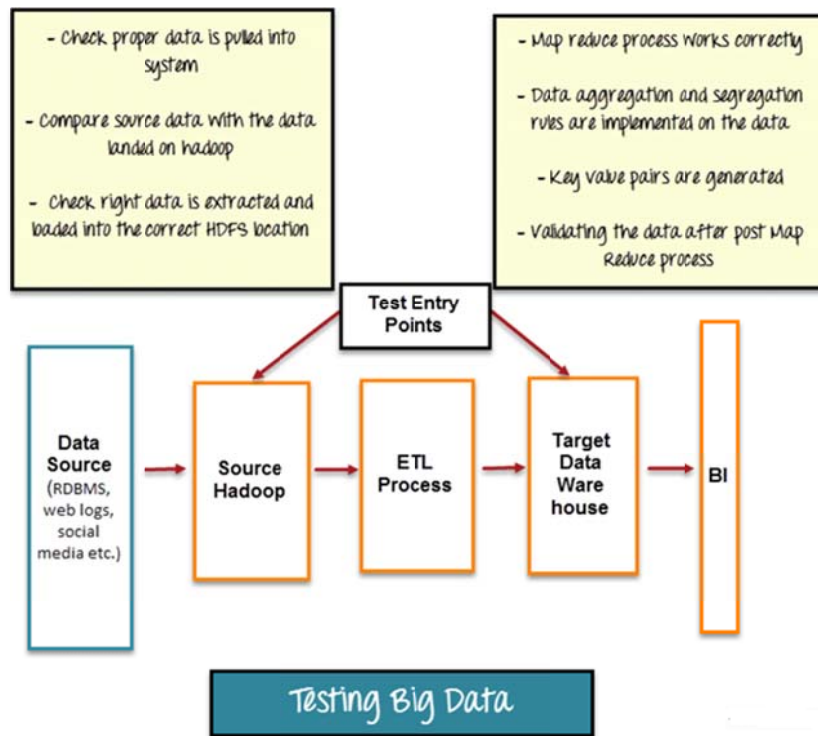 - Check proper data is pulled into
system
- Compare source data with the data
landed on hadoop
- Check right data is extracted and
loaded into the correct HDFS location
- Map reduce process works correctly
- Data aggregation and segregation
rules are implemented on the data
- Key value pairs are generated
- Validating the data after post Map
Reduce process
Test Entry
Points
Data
Source
(RDBMS,
web logs,
social
media etc.)
Source
Hadoop
ETL
Process
Target
Data
Ware
house
BI
Testing Big Data